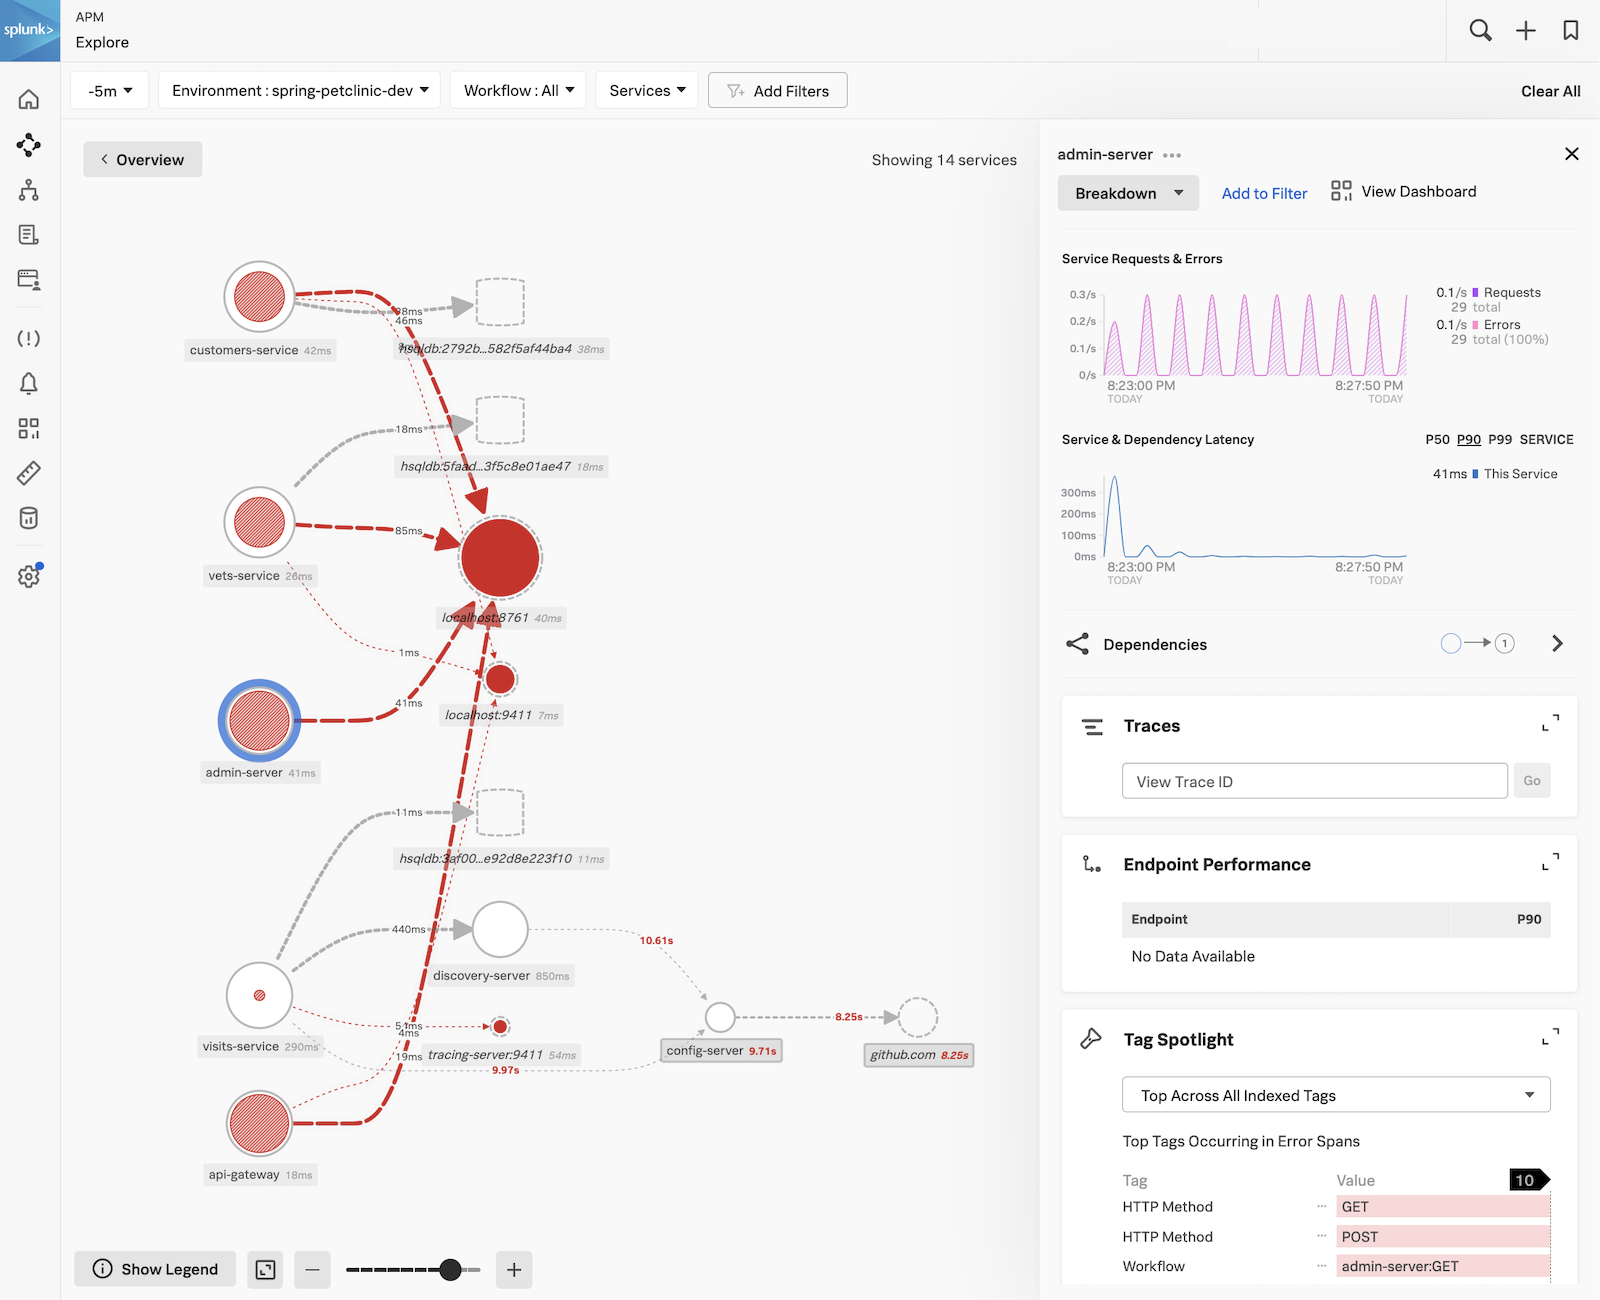 splunk>
APM
Explore
-5m
Environment : spring-petclinic-dev
Workflow : All
Services
Add Filters
Clear All
Overview
Showing 14 services
customers-service 42ms
38ms
46ms
hsqldb:2792b...582f5af44ba4 38ms
18ms
hsqldb:5faad...3f5c8e01ae47 18ms
vets-service 26ms
85ms
localhost:8761 40ms
1ms
41ms
localhost:9411 7ms
admin-server 41ms
11ms
hsqldb:3af00...e92d8e223f10 11ms
440ms
discovery-server 850ms
10.61s
visits-service 290ms
4ms
19ms
tracing-server:9411 54ms
9.97s
config-server 9.71s
8.25s
github.com 8.25s
api-gateway 18ms
Show Legend
admin-server
Breakdown
Add to Filter
View Dashboard
Service Requests & Errors
0.3/s
0.2/s
0.1/s
0/s
8:23:00 PM
TODAY
8:27:50 PM
TODAY
0.1/s Requests
29 total
0.1/s Errors
29 total (100%)
Service & Dependency Latency
P50 P90 P99 SERVICE
41ms This Service
300ms
200ms
100ms
0ms
8:23:00 PM
TODAY
8:27:50 PM
TODAY
Dependencies
1
Traces
View Trace ID
Go
Endpoint Performance
Endpoint P90
No Data Available
Tag Spotlight
Top Across All Indexed Tags
Top Tags Occurring in Error Spans
Tag Value 10
HTTP Method GET
HTTP Method POST
Workflow admin-server:GET